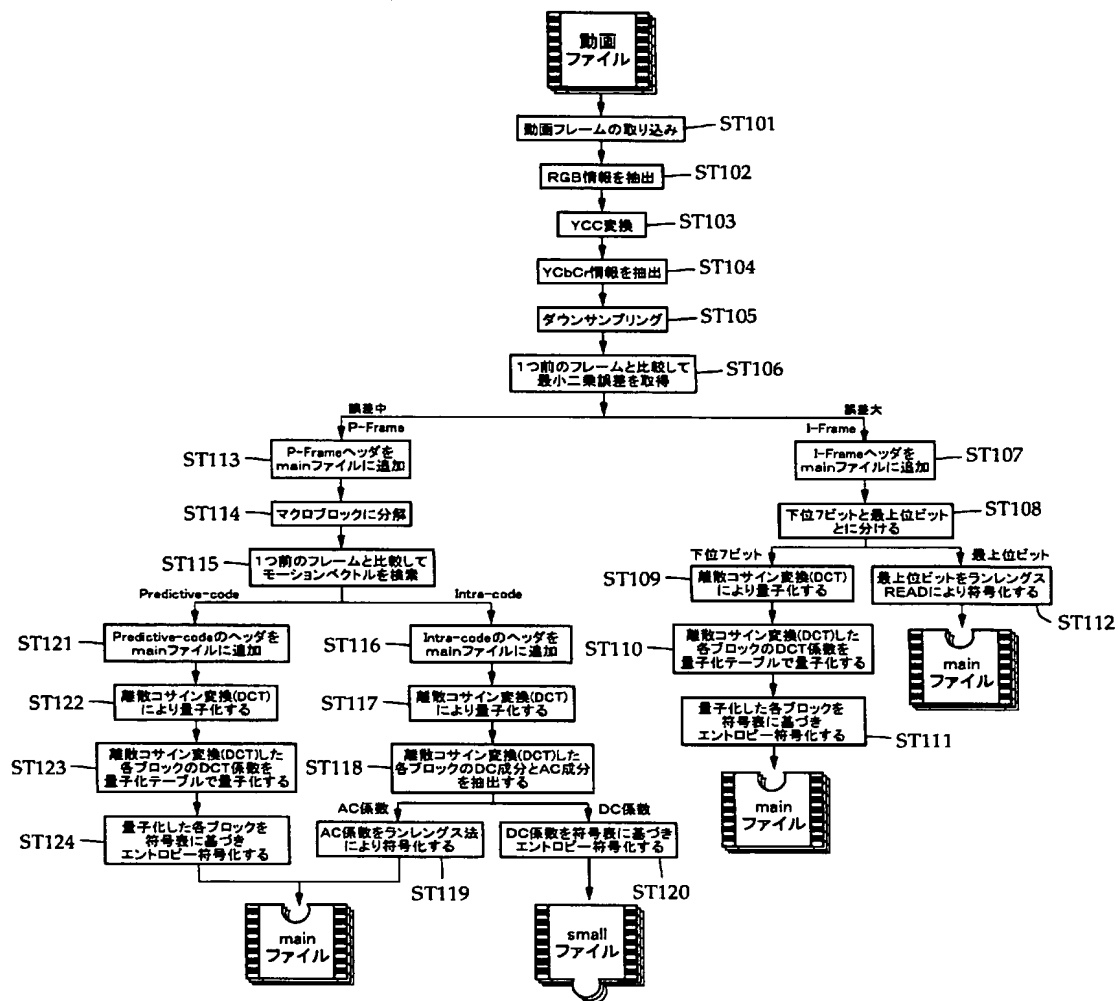 動画
ファイル
動画フレームの取り込み
ST101
RGB情報を抽出
ST102
YCC変換
ST103
YCbCr情報を抽出
ST104
ダウンサンプリング
ST105
1つ前のフレームと比較して
最小二乗誤差を取得
ST106
誤差中
P-Frame
誤差大
I-Frame
ST113
P-Frameヘッダを
mainファイルに追加
I-Frameヘッダを
mainファイルに追加
ST107
ST114
マクロブロックに分解
下位7ビットと最上位ビット
とに分ける
ST108
ST115
1つ前のフレームと比較して
モーションベクトルを検索
下位7ビット
最上位ビット
ST109
離散コサイン変換(DCT)
により量子化する
最上位ビットをランレングス
READにより符号化する
ST112
Predictive-code
Intra-code
ST121
Predictive-codeのヘッダを
mainファイルに追加
ST116
Intra-codeのヘッダを
mainファイルに追加
ST110
離散コサイン変換(DCT)した
各ブロックのDCT係数を
量子化テーブルで量子化する
main
ファイル
ST122
離散コサイン変換(DCT)
により量子化する
ST117
離散コサイン変換(DCT)
により量子化する
量子化した各ブロックを
符号表に基づき
エントロピー符号化する
ST111
ST123
離散コサイン変換(DCT)した
各ブロックのDCT係数を
量子化テーブルで量子化する
ST118
離散コサイン変換(DCT)した
各ブロックのDC成分とAC成分
を抽出する
main
ファイル
AC係数
DC係数
ST124
量子化した各ブロックを
符号表に基づき
エントロピー符号化する
AC係数をランレングス法
により符号化する
ST119
DC係数を符号表に基づき
エントロピー符号化する
ST120
main
ファイル
small
ファイル